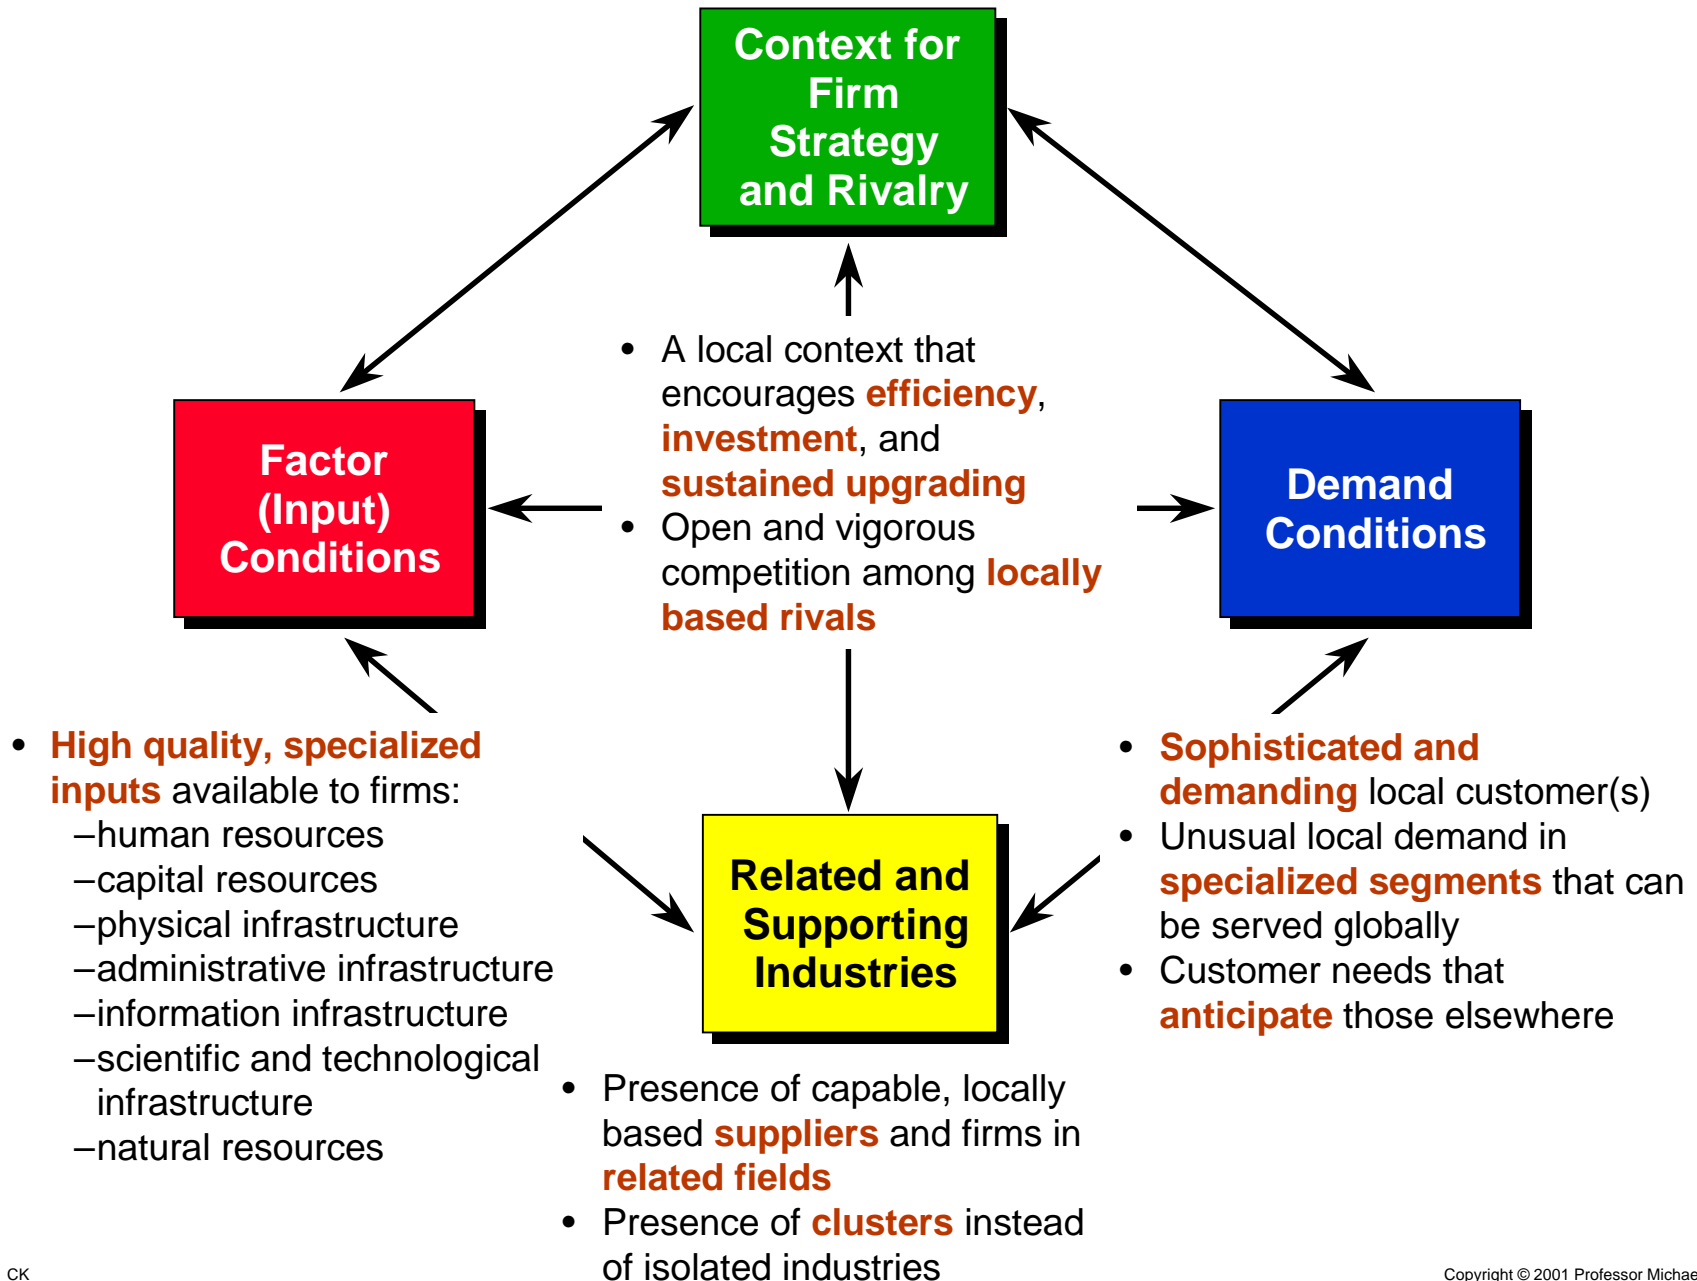 Context for
Firm
Strategy
and Rivalry
• A local context that
encourages efficiency,
investment, and
sustained upgrading
• Open and vigorous
competition among locally
based rivals
Factor
(Input)
Conditions
Demand
Conditions
• High quality, specialized
inputs available to firms:
–human resources
–capital resources
–physical infrastructure
–administrative infrastructure
–information infrastructure
–scientific and technological
infrastructure
–natural resources
Related and
Supporting
Industries
• Sophisticated and
demanding local customer(s)
• Unusual local demand in
specialized segments that can
be served globally
• Customer needs that
anticipate those elsewhere
• Presence of capable, locally
based suppliers and firms in
related fields
• Presence of clusters instead
of isolated industries
CK
Copyright © 2001 Professor Michae